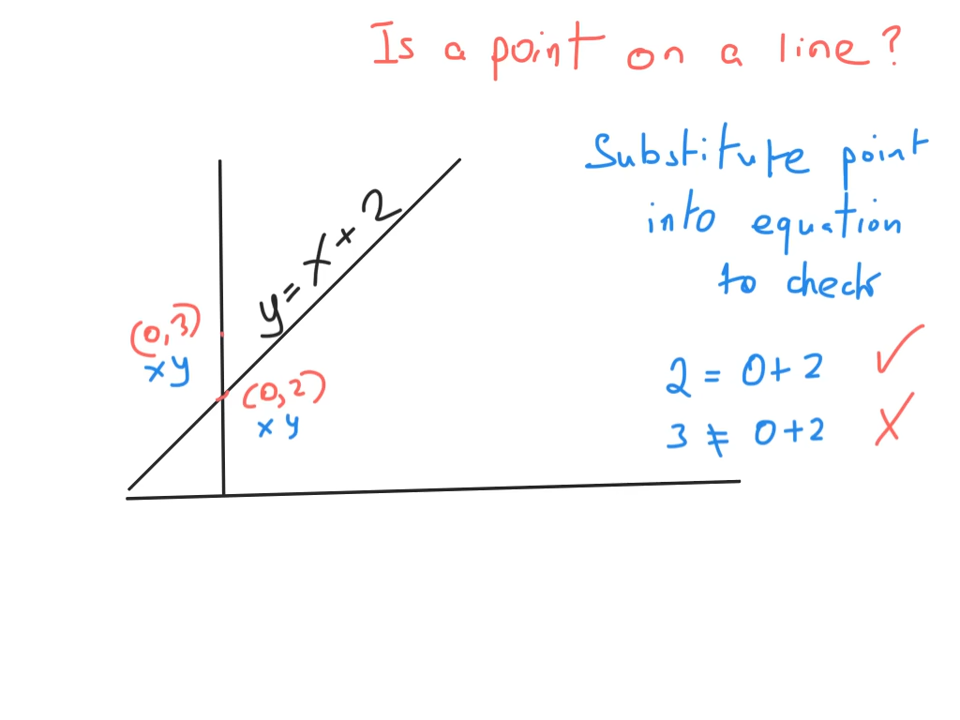 Is a point on a line?
Substitute point
into equation
to check
y = x + 2
(0,3)
x y
(0,2)
x y
2 = 0 + 2 ✓
3 ≠ 0 + 2 ✗